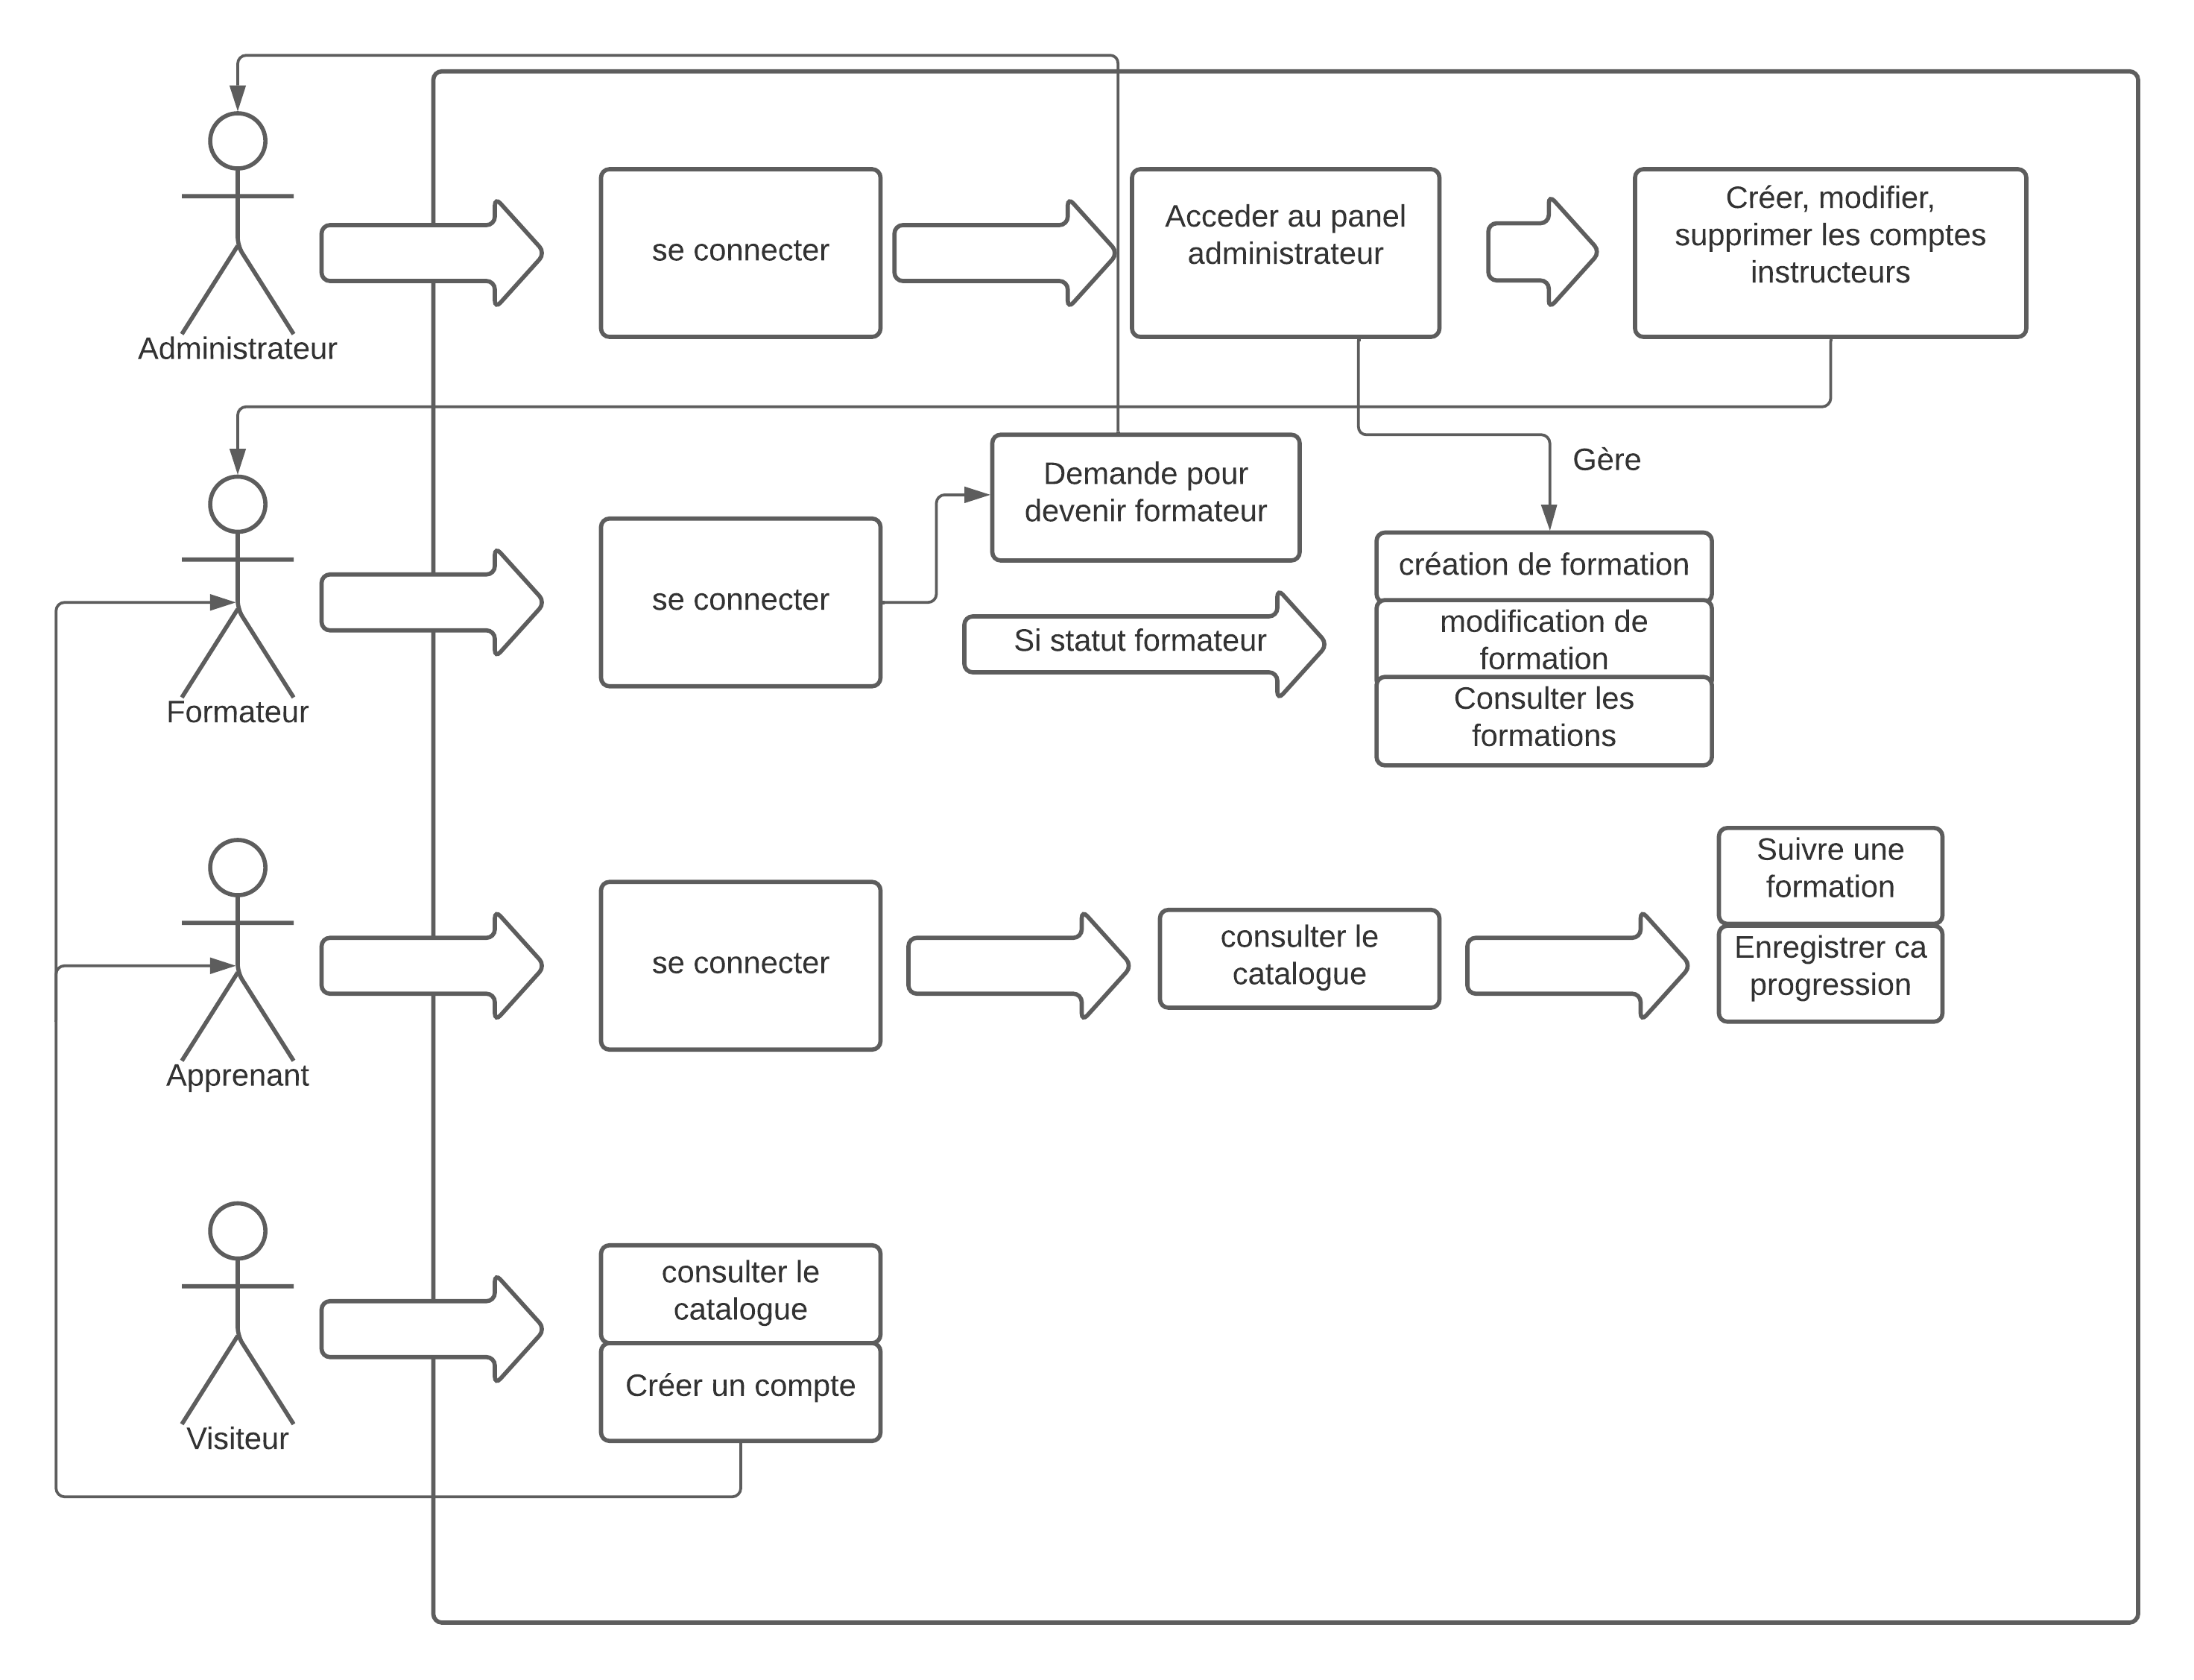 se connecter
Acceder au panel
administrateur
Créer, modifier,
supprimer les comptes
instructeurs
Administrateur
Demande pour
devenir formateur
Gère
se connecter
Si statut formateur
création de formation
modification de
formation
Consulter les
formations
Formateur
Suivre une
formation
se connecter
consulter le
catalogue
Enregistrer ca
progression
Apprenant
consulter le
catalogue
Créer un compte
Visiteur